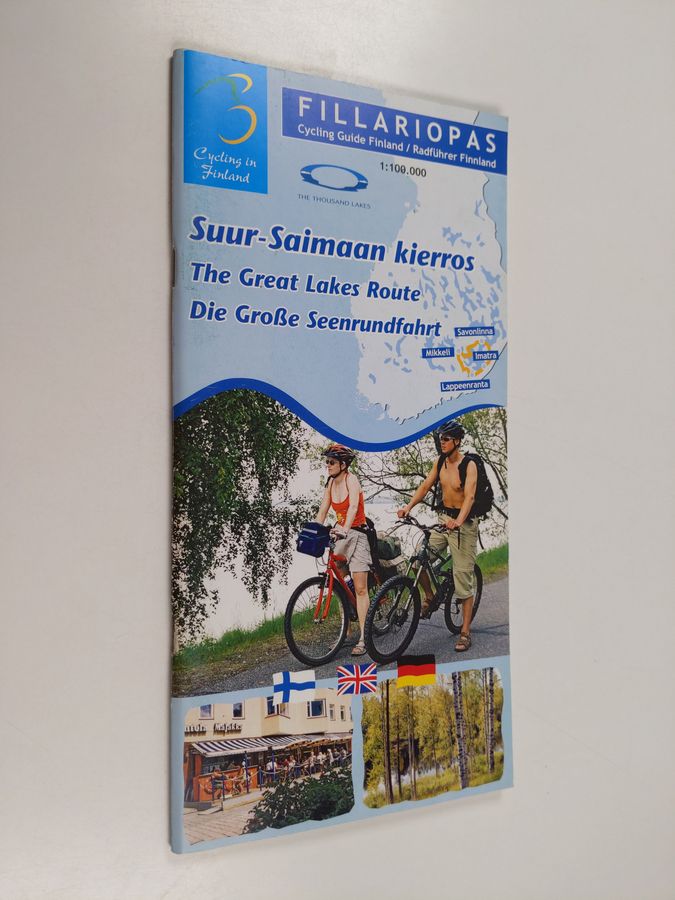 Cycling in
Finland
FILLARIOPAS
Cycling Guide Finland / Radführer Finnland
1:100.000
THE THOUSAND LAKES
Suur-Saimaan kierros
The Great Lakes Route
Die Große Seenrundfahrt
Savonlinna
Mikkeli
Imatra
Lappeenranta